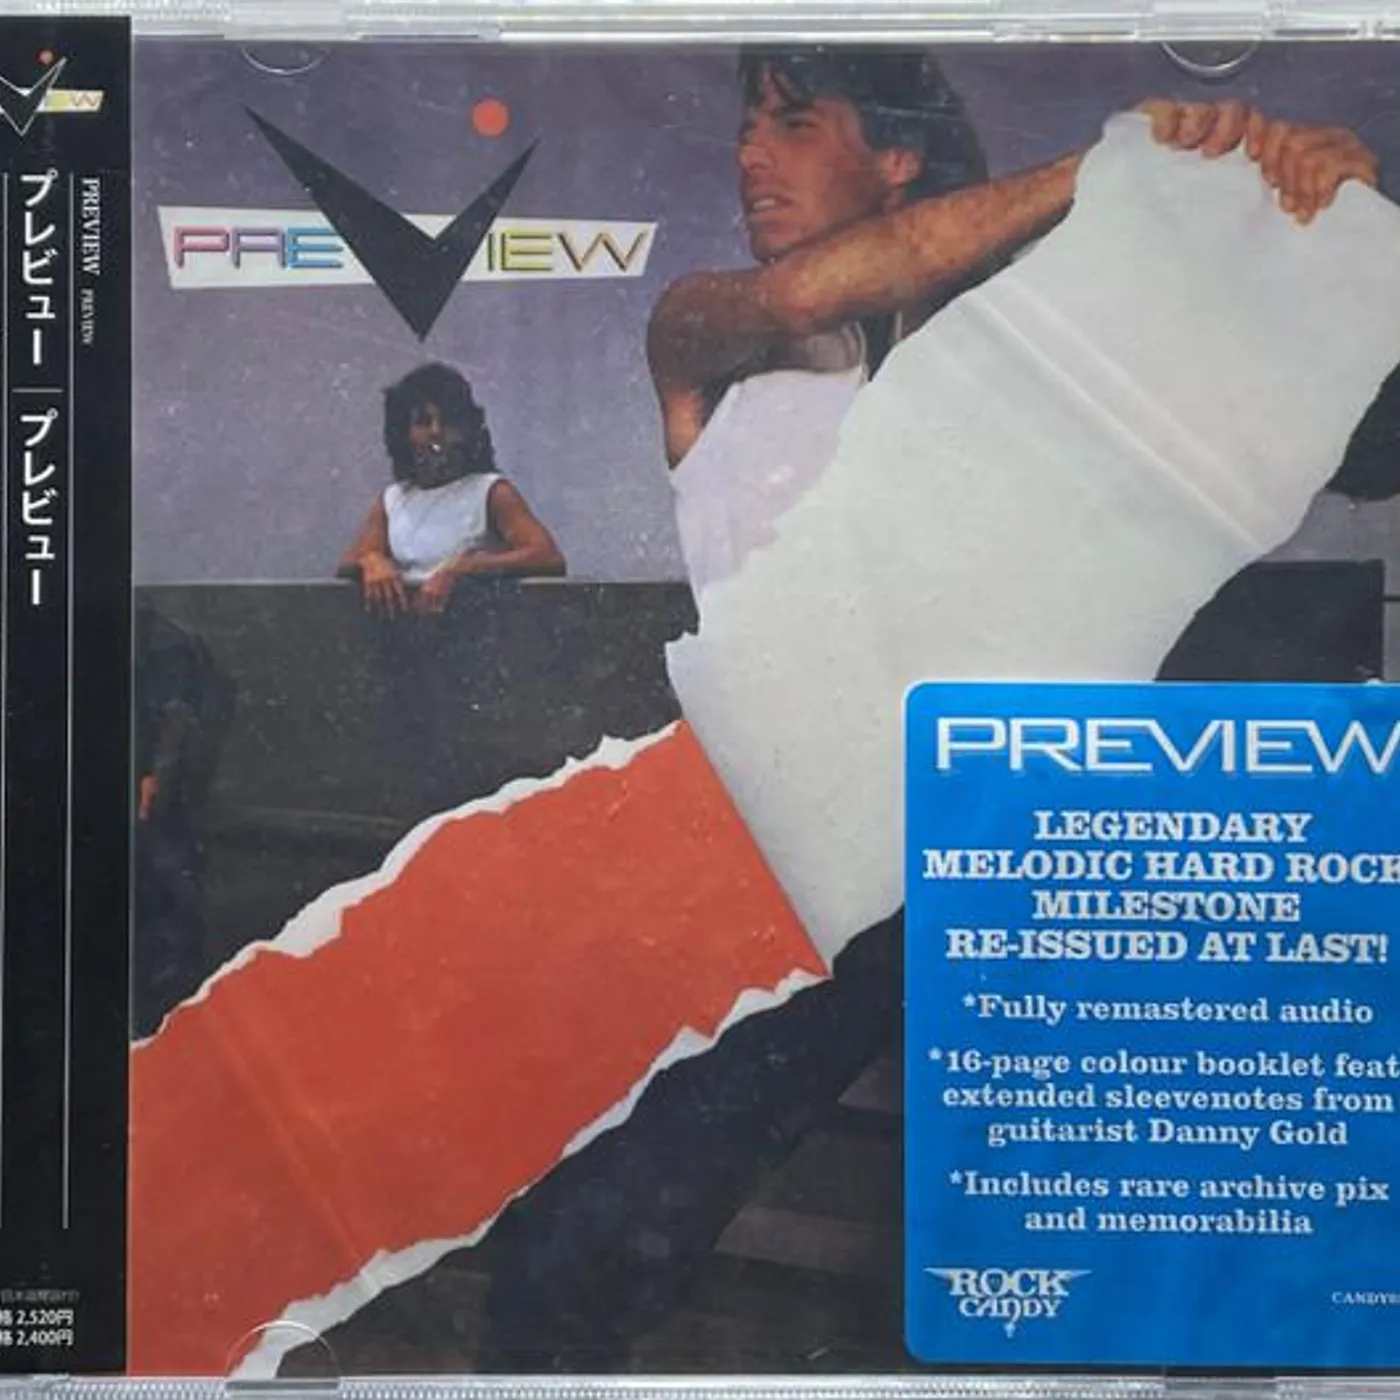 プレビュー
プレビュー
PREVIEW PREVIEW
2,520円
2,400円
PREVIEW
PREVIEW
LEGENDARY
MELODIC HARD ROCK
MILESTONE
RE-ISSUED AT LAST!
*Fully remastered audio
*16-page colour booklet feat
extended sleevenotes from
guitarist Danny Gold
*Includes rare archive pix
and memorabilia
ROCK
CANDY